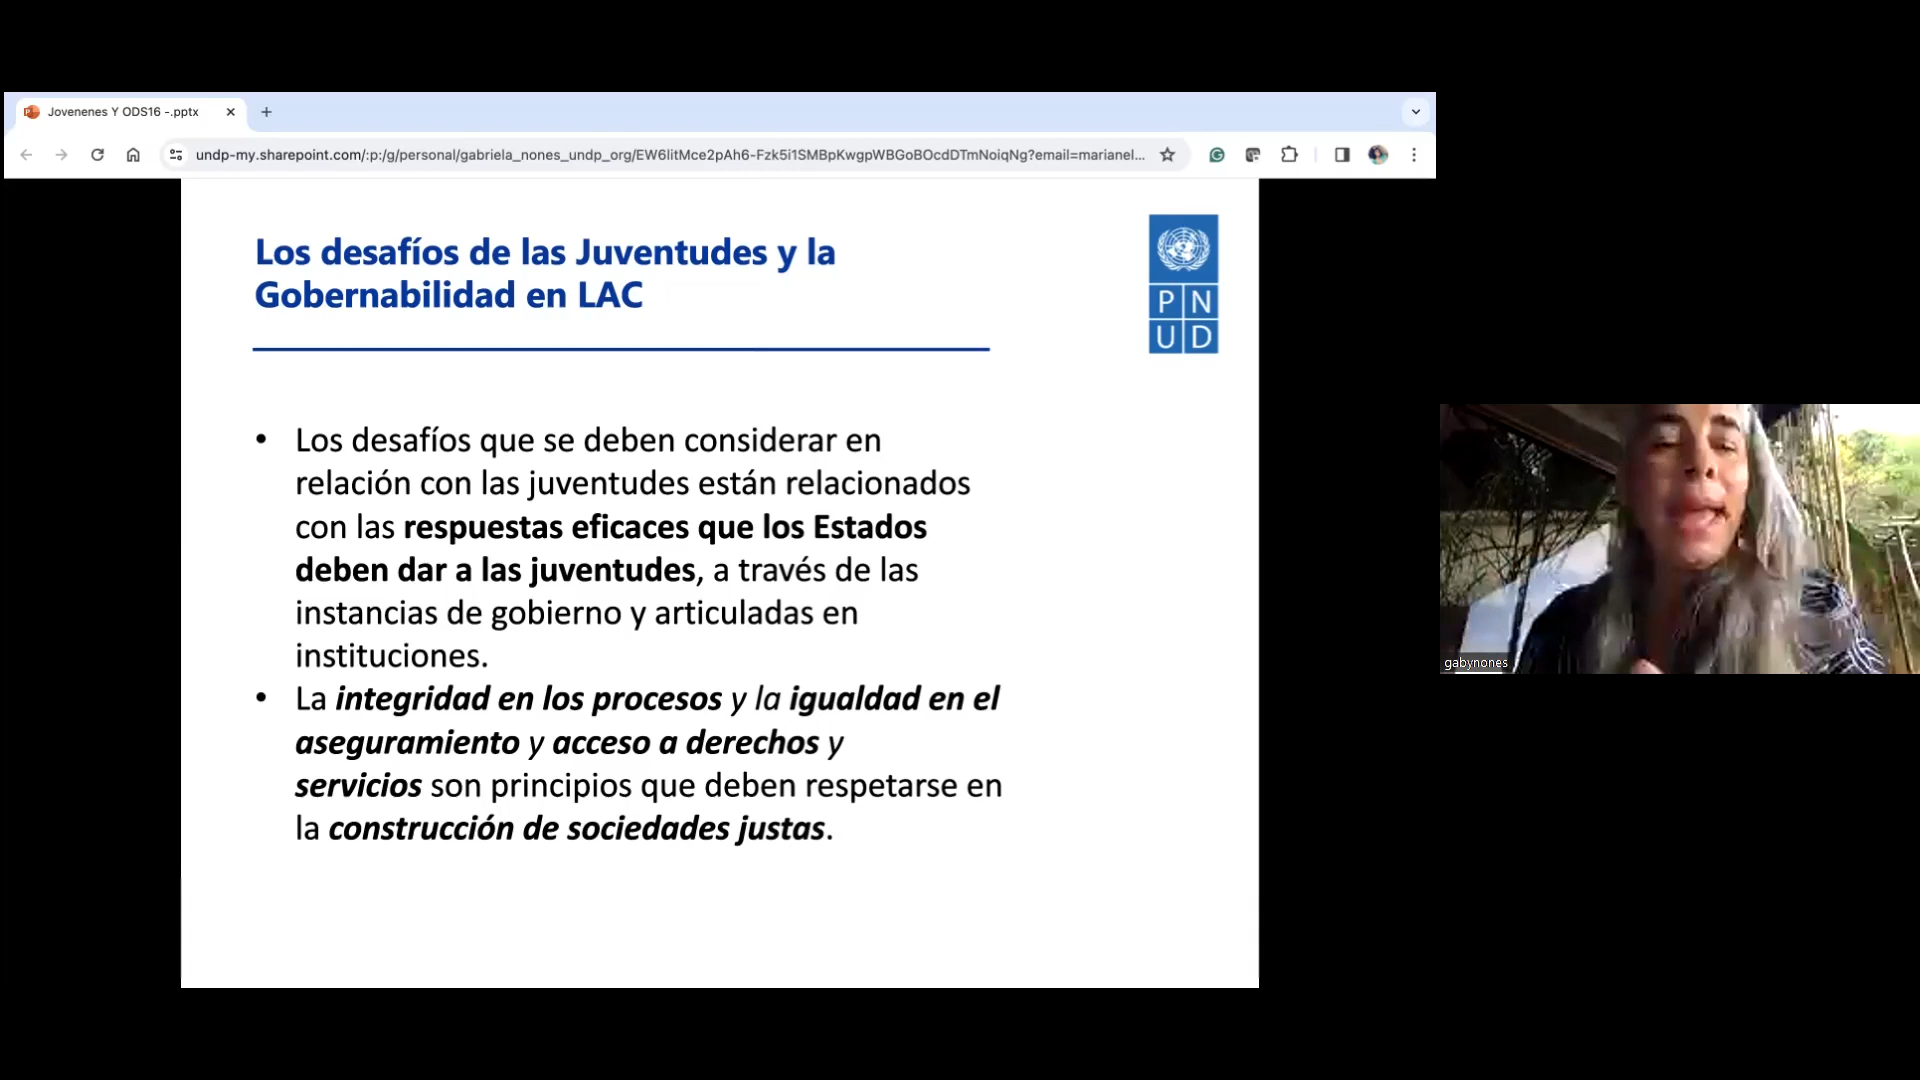 Jovenenes Y ODS16 -.pptx
undp-my.sharepoint.com/:p:/g/personal/gabriela_nones_undp_org/EW6litMce2pAh6-Fzk5i1SMBpKwgpWBGoBOcdDTmNoiqNg?email=marianel...
Los desafíos de las Juventudes y la
Gobernabilidad en LAC
P N
U D
• Los desafíos que se deben considerar en
relación con las juventudes están relacionados
con las respuestas eficaces que los Estados
deben dar a las juventudes, a través de las
instancias de gobierno y articuladas en
instituciones.
• La integridad en los procesos y la igualdad en el
aseguramiento y acceso a derechos y
servicios son principios que deben respetarse en
la construcción de sociedades justas.
gabynones